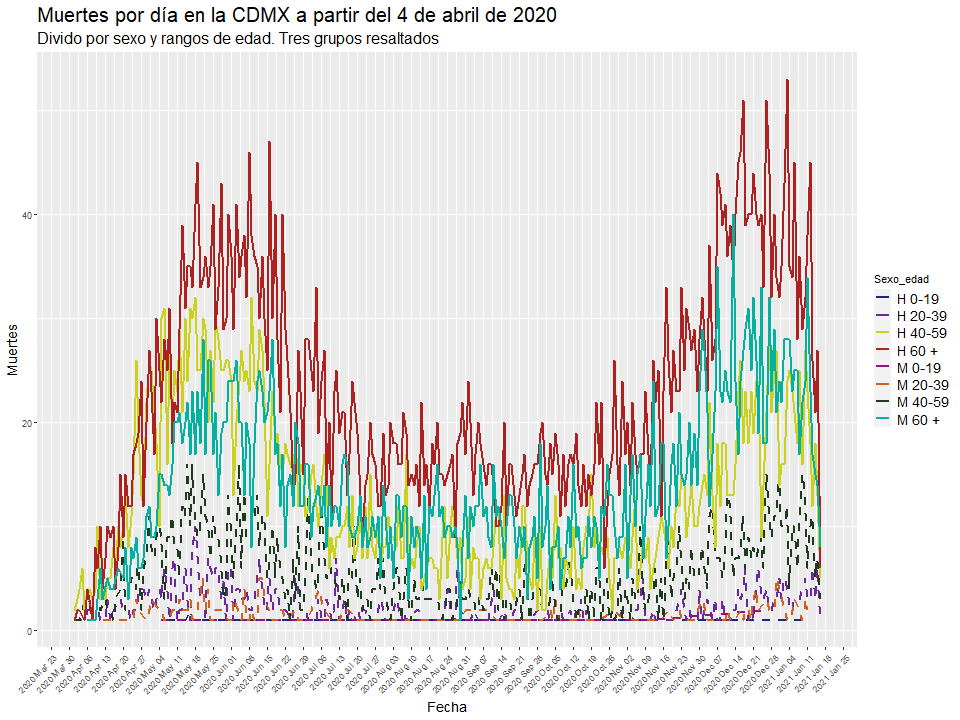 Muertes por día en la CDMX a partir del 4 de abril de 2020
Divido por sexo y rangos de edad. Tres grupos resaltados
Muertes
40
20
0
Sexo_edad
H 0-19
H 20-39
H 40-59
H 60 +
M 0-19
M 20-39
M 40-59
M 60 +
2020 Mar 23
2020 Mar 30
2020 Apr 06
2020 Apr 13
2020 Apr 20
2020 Apr 27
2020 May 04
2020 May 11
2020 May 18
2020 May 25
2020 Jun 01
2020 Jun 08
2020 Jun 15
2020 Jun 22
2020 Jun 29
2020 Jul 06
2020 Jul 13
2020 Jul 20
2020 Jul 27
2020 Aug 03
2020 Aug 10
2020 Aug 17
2020 Aug 24
2020 Aug 31
2020 Sep 07
2020 Sep 14
2020 Sep 21
2020 Sep 28
2020 Oct 05
2020 Oct 12
2020 Oct 19
2020 Oct 26
2020 Nov 02
2020 Nov 09
2020 Nov 16
2020 Nov 23
2020 Nov 30
2020 Dec 07
2020 Dec 14
2020 Dec 21
2020 Dec 28
2021 Jan 04
2021 Jan 11
2021 Jan 18
2021 Jan 25
Fecha